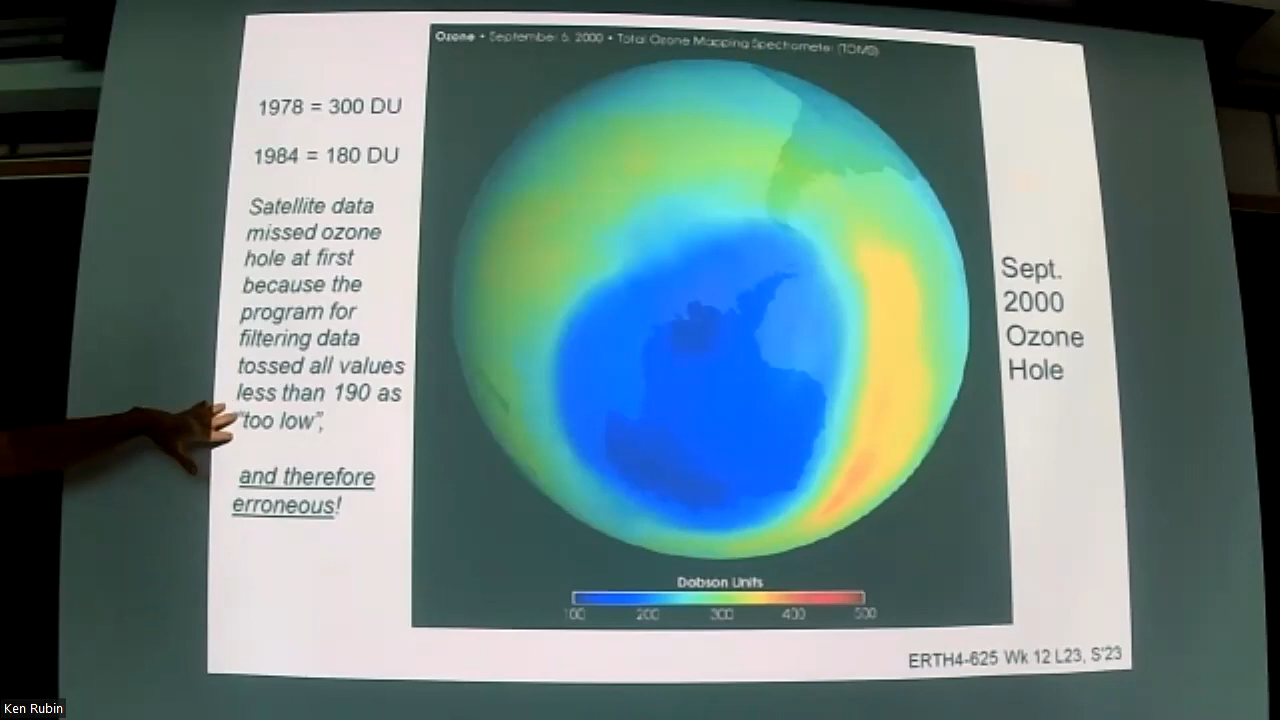 Ozone • September 6, 2000 • Total Ozone Mapping Spectrometer (TOMS)
1978 = 300 DU
1984 = 180 DU
Satellite data
missed ozone
hole at first
because the
program for
filtering data
tossed all values
less than 190 as
"too low",
and therefore
erroneous!
Sept.
2000
Ozone
Hole
Dobson Units
100 200 300 400 500
ERTH4-625 Wk 12 L23, S'23
Ken Rubin